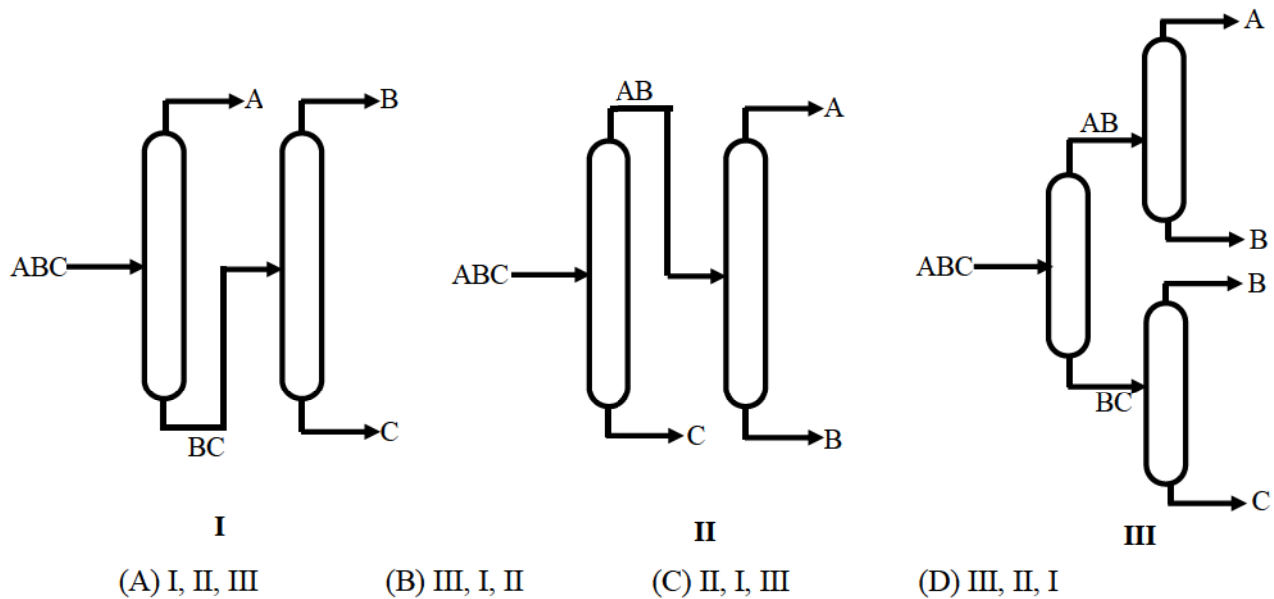 A
B
ABC
BC
C
I
AB
A
ABC
C
B
II
A
AB
ABC
B
B
BC
C
III
(A) I, II, III (B) III, I, II (C) II, I, III (D) III, II, I